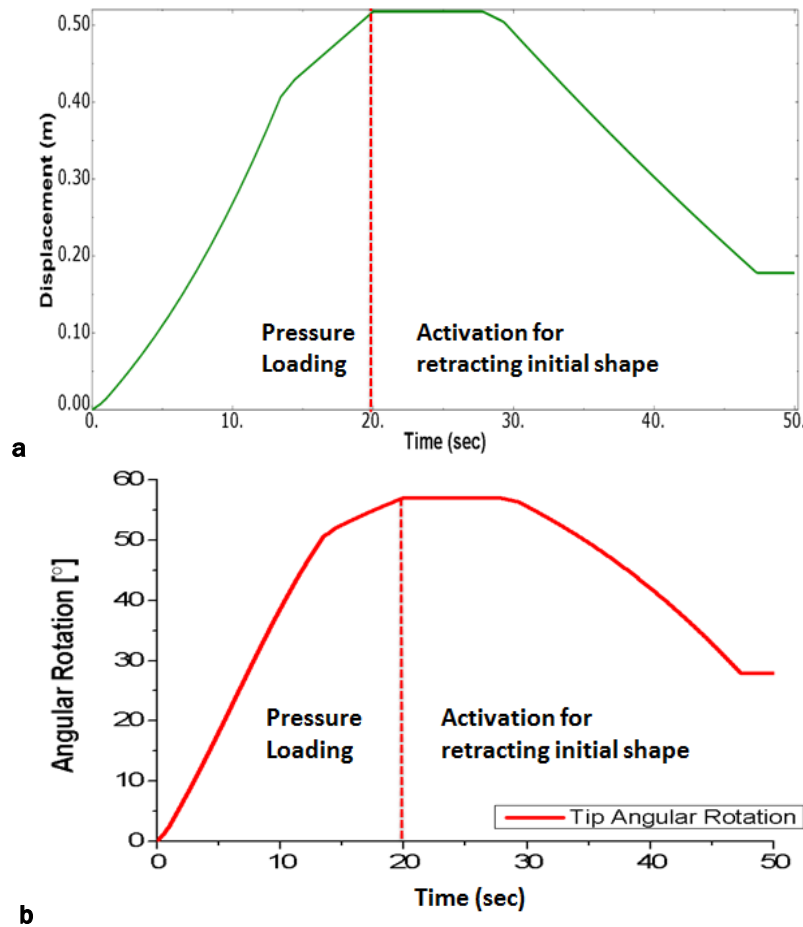 0.50
0.40
0.30
0.20
0.10
0.00
Displacement (m)
Pressure
Loading
Activation for
retracting initial shape
0. 10. 20. 30. 40. 50.
Time (sec)
a
60
50
40
30
20
10
0
Angular Rotation [°]
Pressure
Loading
Activation for
retracting initial shape
Tip Angular Rotation
0 10 20 30 40 50
Time (sec)
b